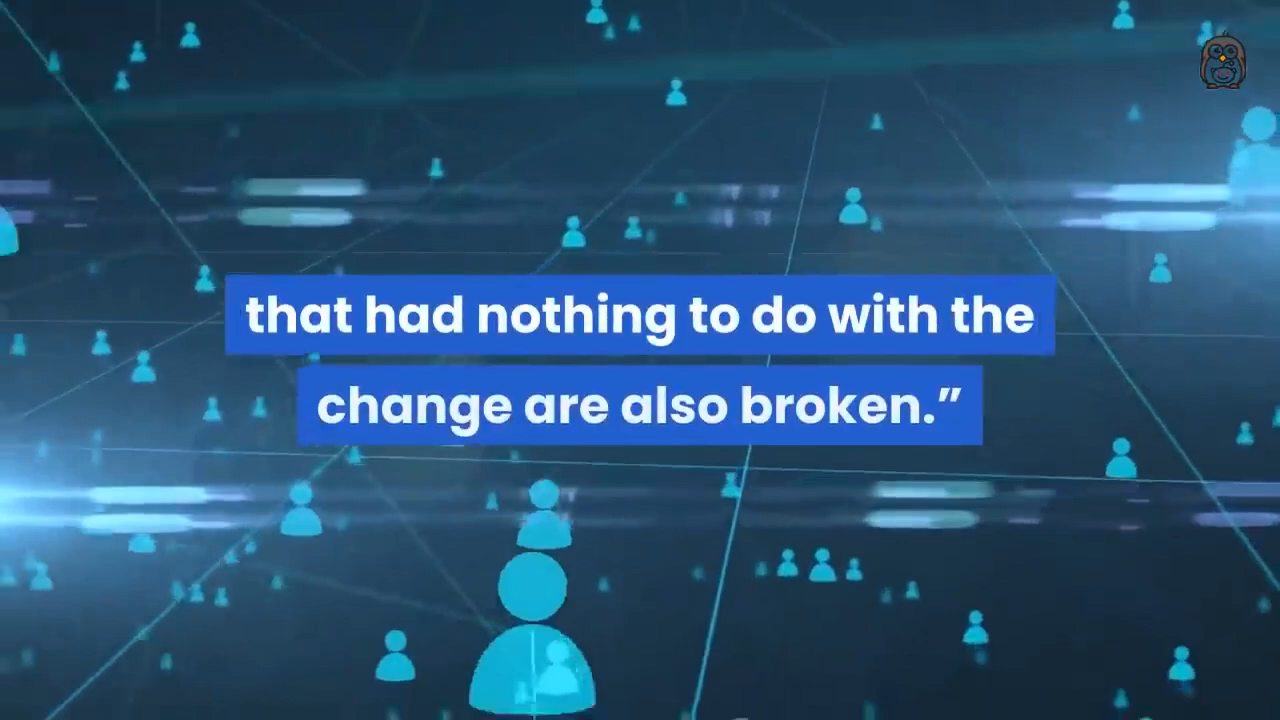 that had nothing to do with the
change are also broken.”